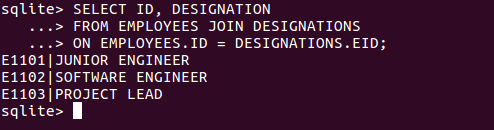 sqlite> SELECT ID, DESIGNATION
   ...> FROM EMPLOYEES JOIN DESIGNATIONS
   ...> ON EMPLOYEES.ID = DESIGNATIONS.EID;
E1101|JUNIOR ENGINEER
E1102|SOFTWARE ENGINEER
E1103|PROJECT LEAD
sqlite>